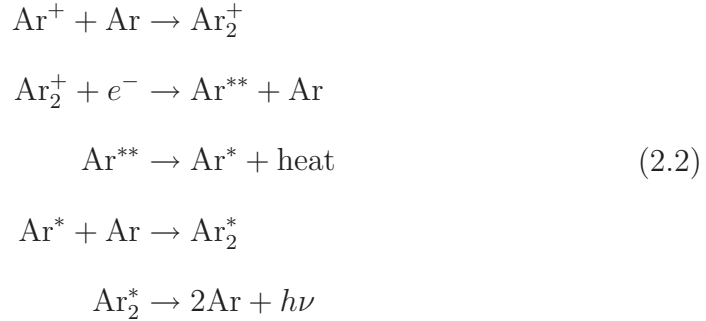 Ar⁺ + Ar → Ar₂⁺
Ar₂⁺ + e⁻ → Ar** + Ar
Ar** → Ar* + heat (2.2)
Ar* + Ar → Ar₂*
Ar₂* → 2Ar + hν